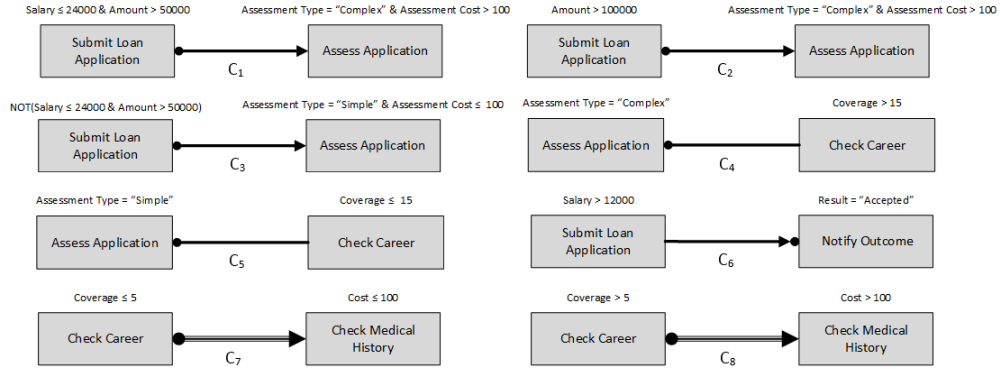 Salary ≤ 24000 & Amount > 50000)
Assessment Type = “Complex” & Assessment Cost > 100
Submit Loan
Application
C1
Assess Application
Amount > 100000
Assessment Type = “Complex” & Assessment Cost > 100
Submit Loan
Application
C2
Assess Application
NOT(Salary ≤ 24000 & Amount > 50000)
Assessment Type = “Simple” & Assessment Cost ≤ 100
Submit Loan
Application
C3
Assess Application
Assessment Type = “Complex”
Coverage > 15
Assess Application
C4
Check Career
Assessment Type = “Simple”
Coverage ≤ 15
Assess Application
C5
Check Career
Salary > 12000
Result = “Accepted”
Submit Loan
Application
C6
Notify Outcome
Coverage ≤ 5
Cost ≤ 100
Check Career
C7
Check Medical
History
Coverage > 5
Cost > 100
Check Career
C8
Check Medical
History